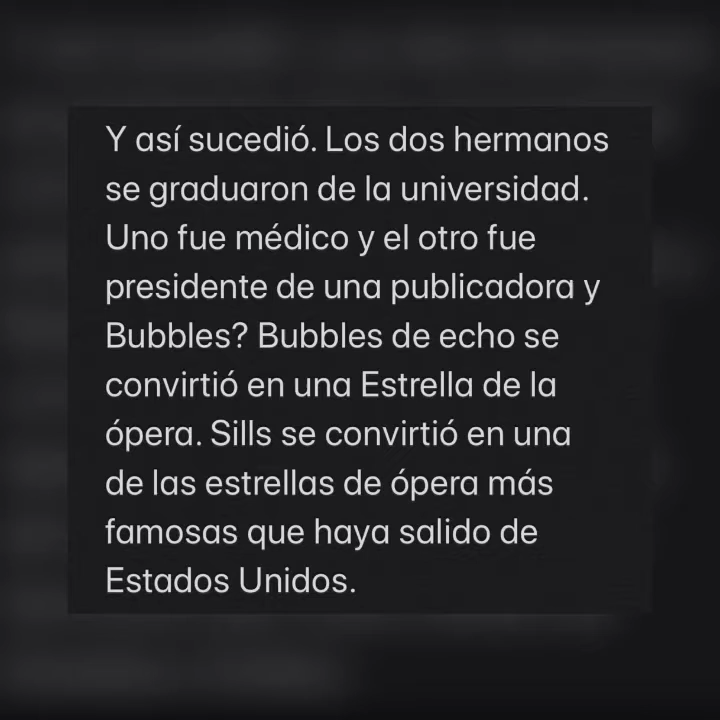 Y así sucedió. Los dos hermanos
se graduaron de la universidad.
Uno fue médico y el otro fue
presidente de una publicadora y
Bubbles? Bubbles de echo se
convirtió en una Estrella de la
ópera. Sills se convirtió en una
de las estrellas de ópera más
famosas que haya salido de
Estados Unidos.